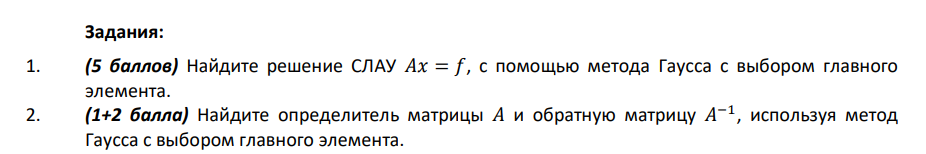 Задания:
1. (5 баллов) Найдите решение СЛАУ 𝐴𝑥 = 𝑓, с помощью метода Гаусса с выбором главного
элемента.
2. (1+2 балла) Найдите определитель матрицы 𝐴 и обратную матрицу 𝐴⁻¹, используя метод
Гаусса с выбором главного элемента.